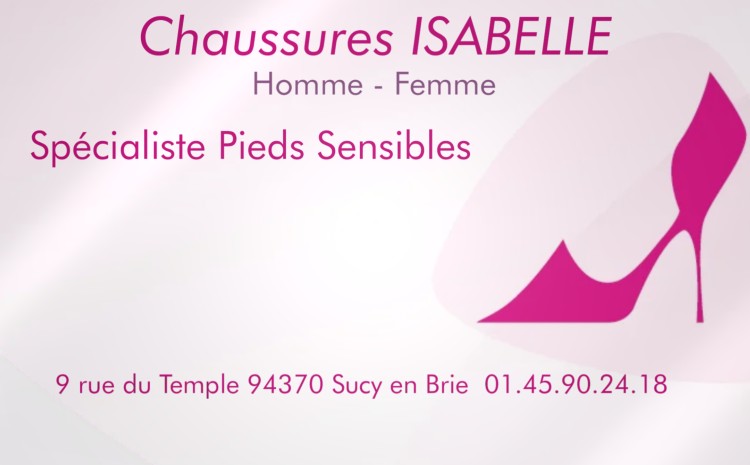 Chaussures ISABELLE
Homme - Femme
Spécialiste Pieds Sensibles
9 rue du Temple 94370 Sucy en Brie 01.45.90.24.18